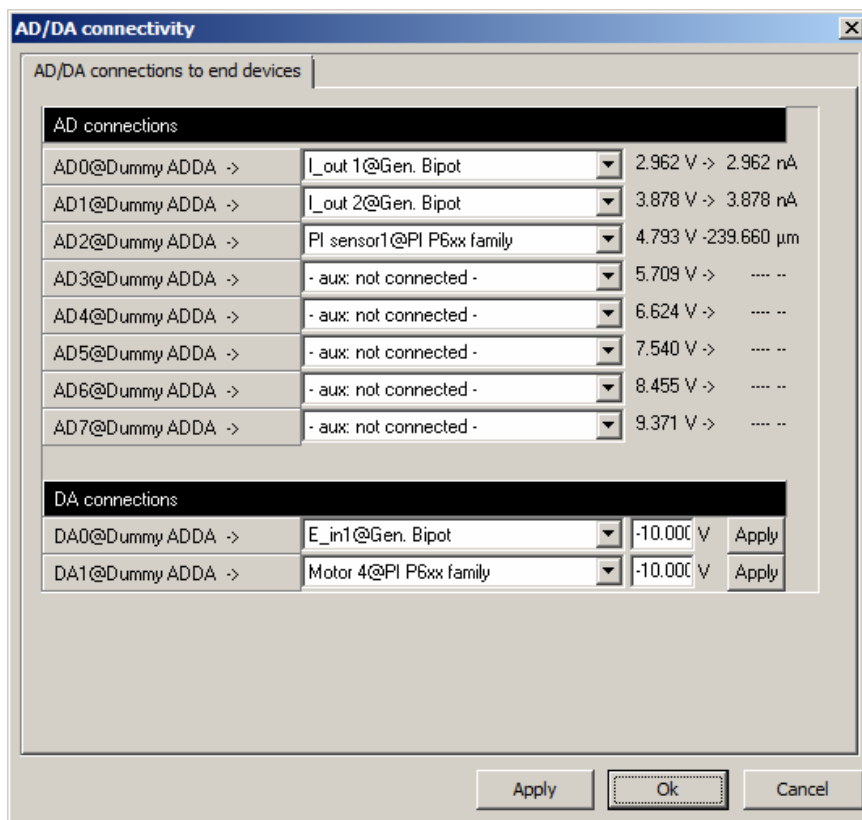 AD/DA connectivity
AD/DA connections to end devices
AD connections
AD0@Dummy ADDA -> I_out 1@Gen. Bipot 2.962 V -> 2.962 nA
AD1@Dummy ADDA -> I_out 2@Gen. Bipot 3.878 V -> 3.878 nA
AD2@Dummy ADDA -> PI sensor1@PI P6xx family 4.793 V -239.660 µm
AD3@Dummy ADDA -> - aux: not connected - 5.709 V -> ---- --
AD4@Dummy ADDA -> - aux: not connected - 6.624 V -> ---- --
AD5@Dummy ADDA -> - aux: not connected - 7.540 V -> ---- --
AD6@Dummy ADDA -> - aux: not connected - 8.455 V -> ---- --
AD7@Dummy ADDA -> - aux: not connected - 9.371 V -> ---- --
DA connections
DA0@Dummy ADDA -> E_in1@Gen. Bipot -10.000 V Apply
DA1@Dummy ADDA -> Motor 4@PI P6xx family -10.000 V Apply
Apply Ok Cancel